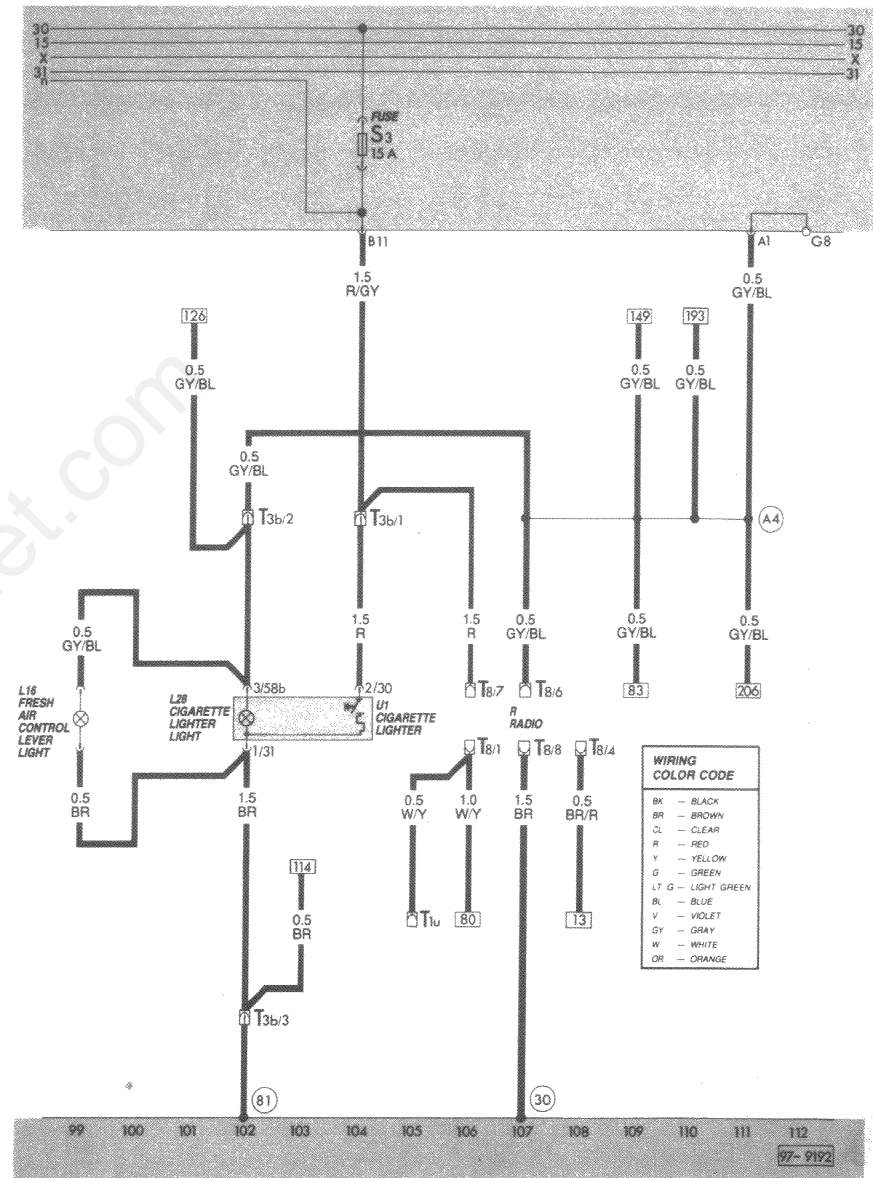 30 30
15 15
X X
31 31
n
FUSE
S3
15 A
B11
A1
G8
1.5
R/GY
0.5
GY/BL
126
149
193
0.5
GY/BL
0.5
GY/BL
0.5
GY/BL
0.5
GY/BL
T3b/2
T3b/1
A4
0.5
GY/BL
1.5
R
1.5
R
0.5
GY/BL
0.5
GY/BL
0.5
GY/BL
L16
FRESH
AIR
CONTROL
LEVER
LIGHT
L28
CIGARETTE
LIGHTER
LIGHT
3/58b
2/30
U1
CIGARETTE
LIGHTER
T8/7
T8/6
83
206
R
RADIO
1/31
T8/1
T8/8
T8/4
0.5
BR
1.5
BR
0.5
W/Y
1.0
W/Y
1.5
BR
0.5
BR/R
WIRING
COLOR CODE
BK — BLACK
BR — BROWN
CL — CLEAR
R — RED
Y — YELLOW
G — GREEN
LT G — LIGHT GREEN
BL — BLUE
V — VIOLET
GY — GRAY
W — WHITE
OR — ORANGE
114
0.5
BR
T1u
80
13
T3b/3
81
30
99 100 101 102 103 104 105 106 107 108 109 110 111 112
97-9192
et.com